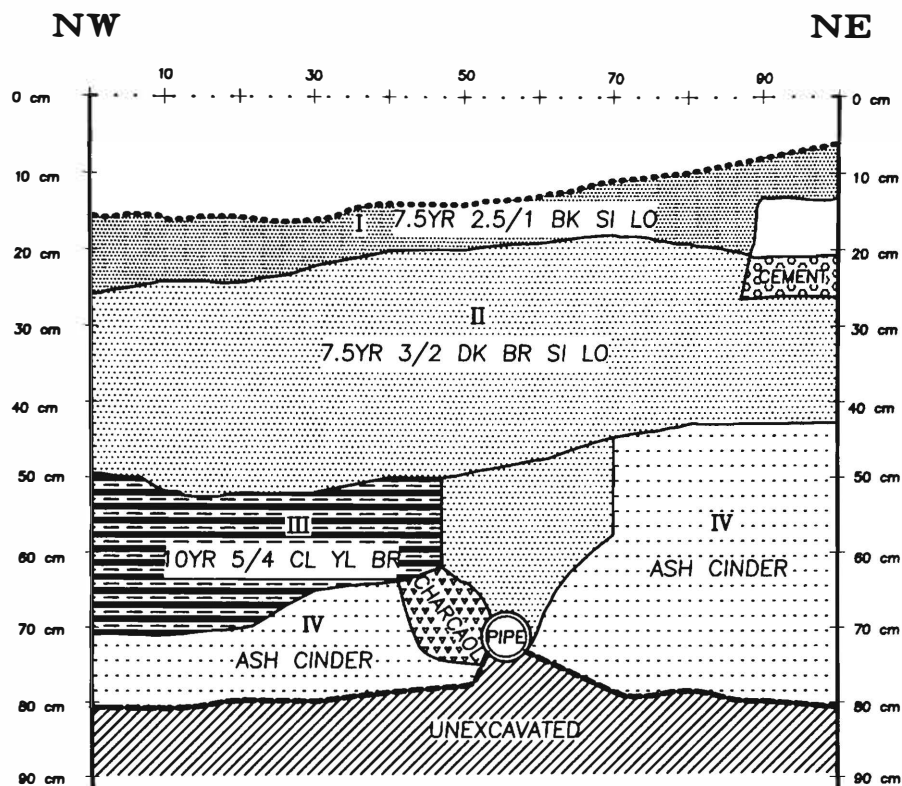 NW NE
10 30 50 70 90
0 cm 0 cm
10 cm 10 cm
I 7.5YR 2.5/1 BK SI LO
20 cm 20 cm
CEMENT
II
30 cm 30 cm
7.5YR 3/2 DK BR SI LO
40 cm 40 cm
50 cm 50 cm
III IV
10YR 5/4 CL YL BR
60 cm 60 cm
ASH CINDER
CHARCAOL
IV
70 cm PIPE 70 cm
ASH CINDER
80 cm 80 cm
UNEXCAVATED
90 cm 90 cm